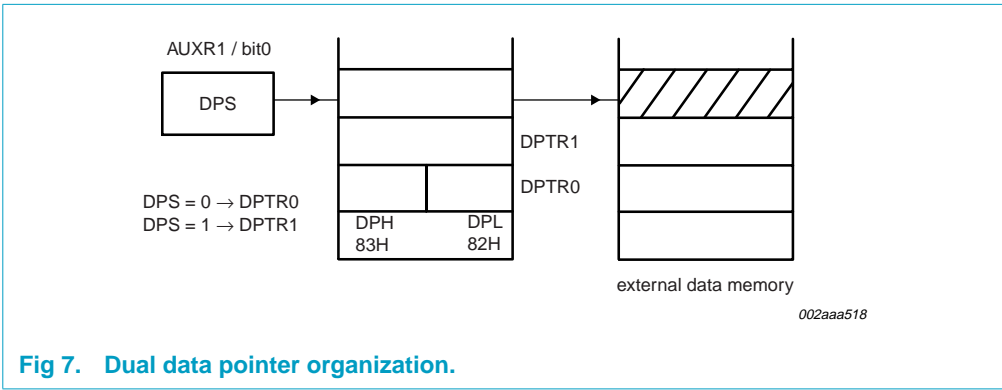 AUXR1 / bit0
DPS
DPTR1
DPTR0
DPS = 0 → DPTR0
DPS = 1 → DPTR1
DPH DPL
83H 82H
external data memory
002aaa518
Fig 7. Dual data pointer organization.